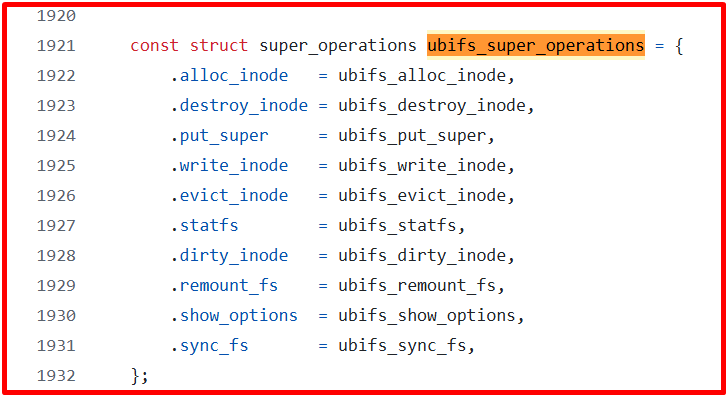 1920
1921 const struct super_operations ubifs_super_operations = {
1922 .alloc_inode = ubifs_alloc_inode,
1923 .destroy_inode = ubifs_destroy_inode,
1924 .put_super = ubifs_put_super,
1925 .write_inode = ubifs_write_inode,
1926 .evict_inode = ubifs_evict_inode,
1927 .statfs = ubifs_statfs,
1928 .dirty_inode = ubifs_dirty_inode,
1929 .remount_fs = ubifs_remount_fs,
1930 .show_options = ubifs_show_options,
1931 .sync_fs = ubifs_sync_fs,
1932 };